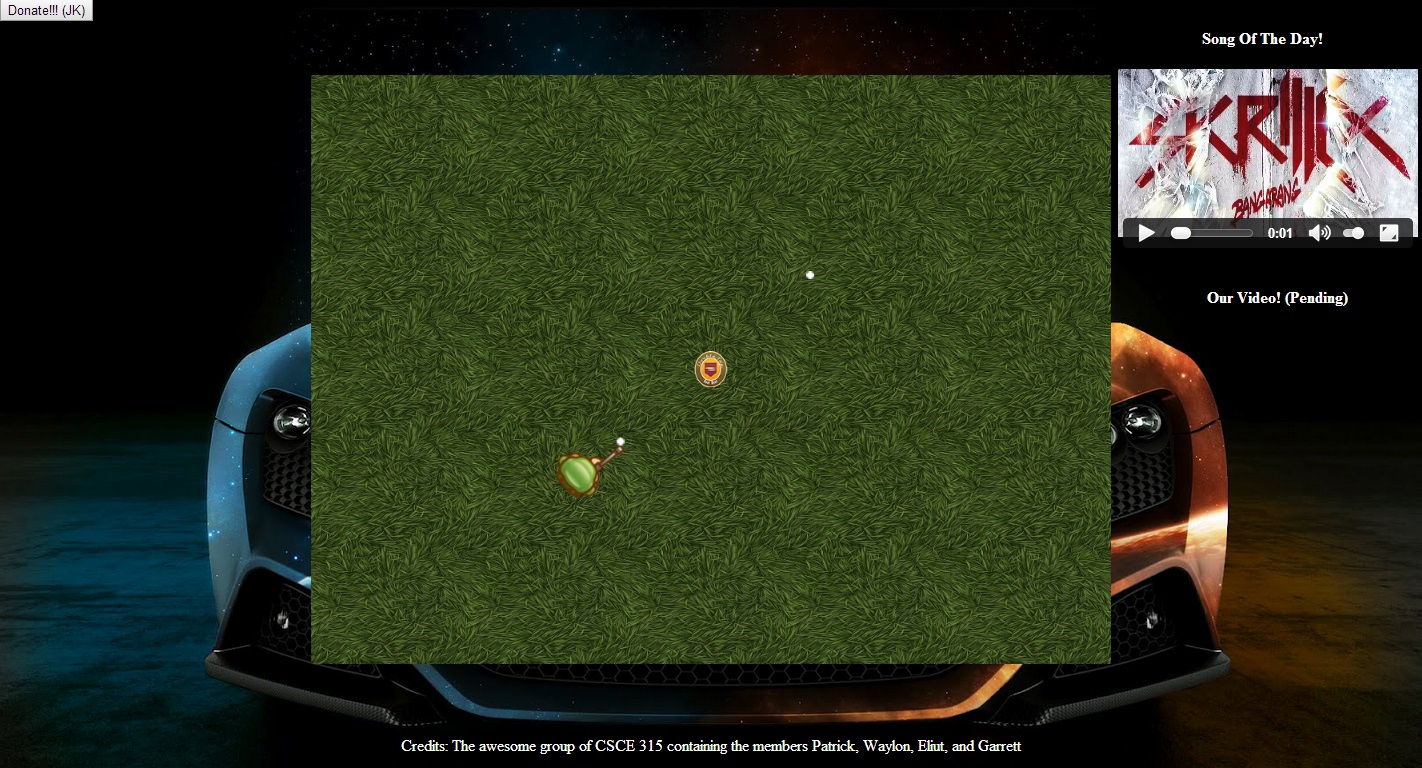 Donate!!! (JK)
Song Of The Day!
SKRILLEX
BANGARANG
0:01
Our Video! (Pending)
Credits: The awesome group of CSCE 315 containing the members Patrick, Waylon, Eliut, and Garrett